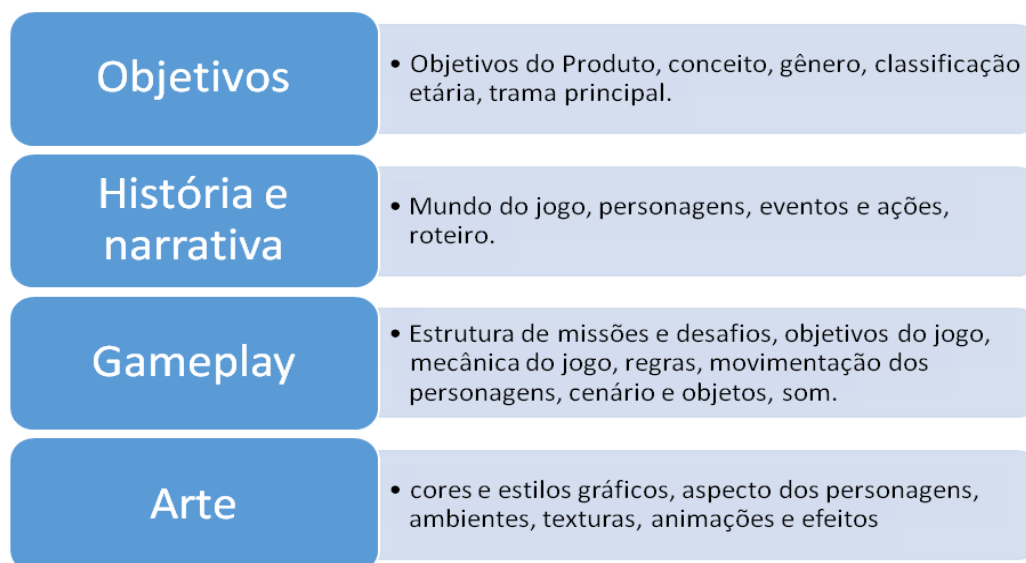 Objetivos
• Objetivos do Produto, conceito, gênero, classificação
etária, trama principal.
História e
narrativa
• Mundo do jogo, personagens, eventos e ações,
roteiro.
Gameplay
• Estrutura de missões e desafios, objetivos do jogo,
mecânica do jogo, regras, movimentação dos
personagens, cenário e objetos, som.
Arte
• cores e estilos gráficos, aspecto dos personagens,
ambientes, texturas, animações e efeitos